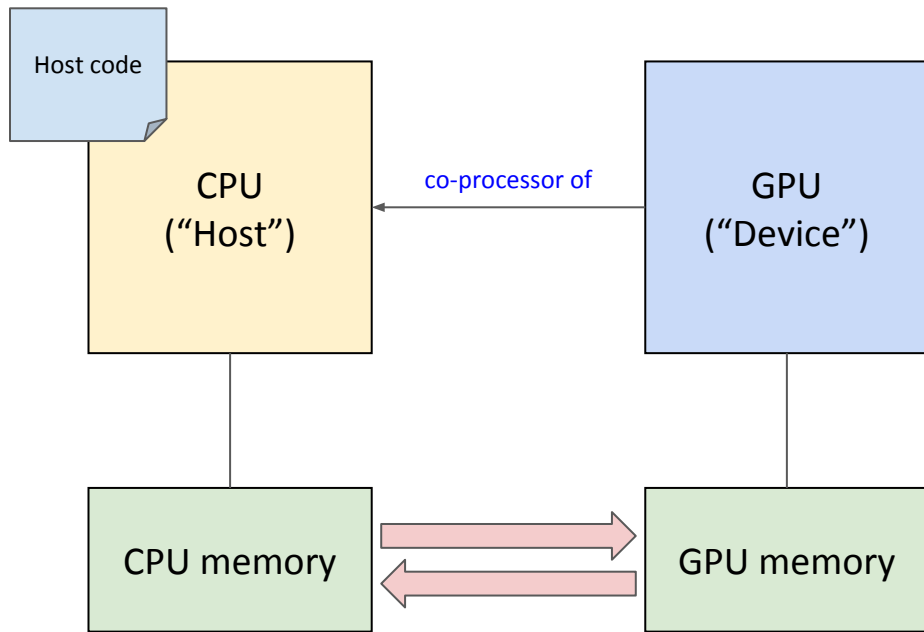 Host code
CPU
(“Host”)
co-processor of
GPU
(“Device”)
CPU memory
GPU memory